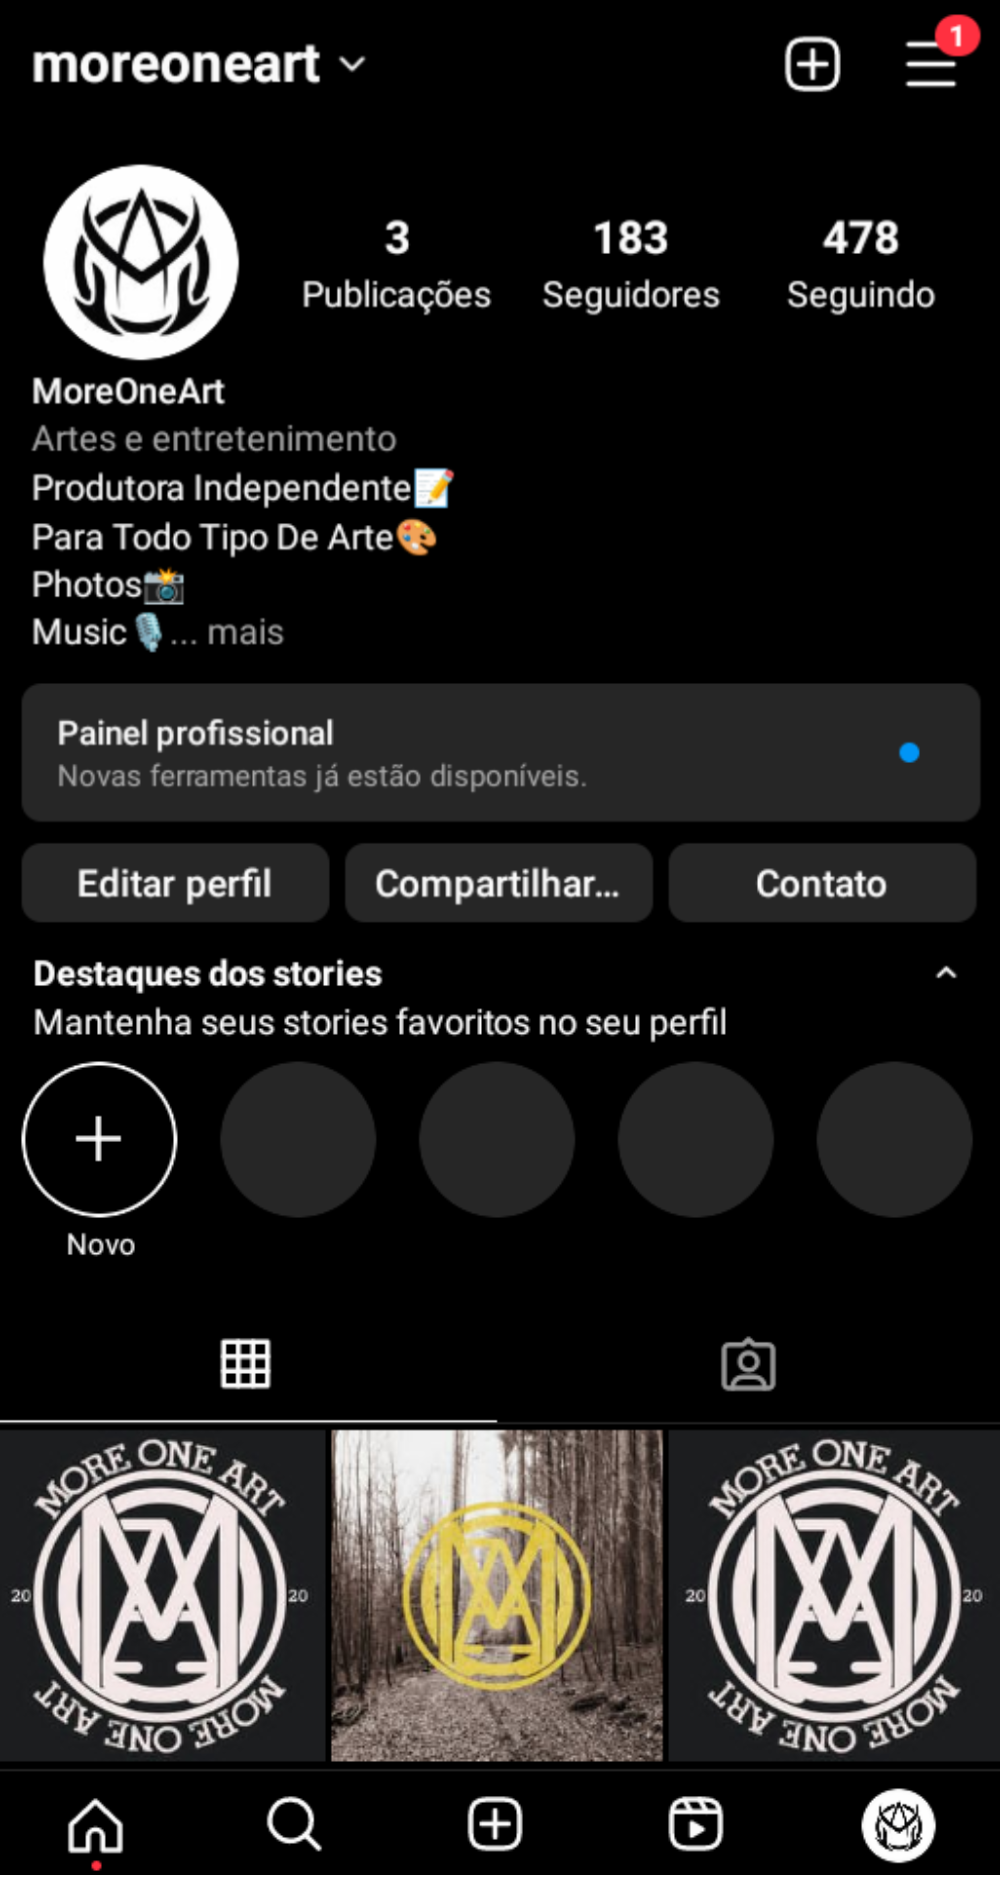 moreoneart
1
3 183 478
Publicações Seguidores Seguindo
MoreOneArt
Artes e entretenimento
Produtora Independente📝
Para Todo Tipo De Arte🎨
Photos📸
Music🎙️... mais
Painel profissional
Novas ferramentas já estão disponíveis.
Editar perfil Compartilhar... Contato
Destaques dos stories
Mantenha seus stories favoritos no seu perfil
Novo
MORE ONE ART
20 20
MORE ONE ART
MORE ONE ART
20 20
MORE ONE ART